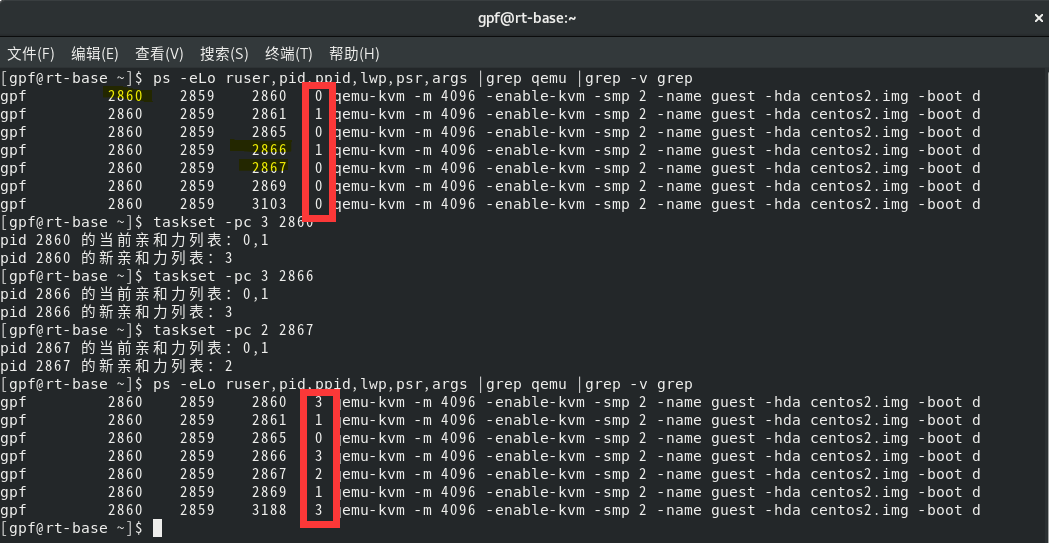 gpf@rt-base:~ ×
文件(F) 编辑(E) 查看(V) 搜索(S) 终端(T) 帮助(H)
[gpf@rt-base ~]$ ps -eLo ruser,pid,ppid,lwp,psr,args |grep qemu |grep -v grep
gpf 2860 2859 2860 0 qemu-kvm -m 4096 -enable-kvm -smp 2 -name guest -hda centos2.img -boot d
gpf 2860 2859 2861 1 qemu-kvm -m 4096 -enable-kvm -smp 2 -name guest -hda centos2.img -boot d
gpf 2860 2859 2865 0 qemu-kvm -m 4096 -enable-kvm -smp 2 -name guest -hda centos2.img -boot d
gpf 2860 2859 2866 1 qemu-kvm -m 4096 -enable-kvm -smp 2 -name guest -hda centos2.img -boot d
gpf 2860 2859 2867 0 qemu-kvm -m 4096 -enable-kvm -smp 2 -name guest -hda centos2.img -boot d
gpf 2860 2859 2869 0 qemu-kvm -m 4096 -enable-kvm -smp 2 -name guest -hda centos2.img -boot d
gpf 2860 2859 3103 0 qemu-kvm -m 4096 -enable-kvm -smp 2 -name guest -hda centos2.img -boot d
[gpf@rt-base ~]$ taskset -pc 3 2860
pid 2860 的当前亲和力列表：0,1
pid 2860 的新亲和力列表：3
[gpf@rt-base ~]$ taskset -pc 3 2866
pid 2866 的当前亲和力列表：0,1
pid 2866 的新亲和力列表：3
[gpf@rt-base ~]$ taskset -pc 2 2867
pid 2867 的当前亲和力列表：0,1
pid 2867 的新亲和力列表：2
[gpf@rt-base ~]$ ps -eLo ruser,pid,ppid,lwp,psr,args |grep qemu |grep -v grep
gpf 2860 2859 2860 3 qemu-kvm -m 4096 -enable-kvm -smp 2 -name guest -hda centos2.img -boot d
gpf 2860 2859 2861 1 qemu-kvm -m 4096 -enable-kvm -smp 2 -name guest -hda centos2.img -boot d
gpf 2860 2859 2865 0 qemu-kvm -m 4096 -enable-kvm -smp 2 -name guest -hda centos2.img -boot d
gpf 2860 2859 2866 3 qemu-kvm -m 4096 -enable-kvm -smp 2 -name guest -hda centos2.img -boot d
gpf 2860 2859 2867 2 qemu-kvm -m 4096 -enable-kvm -smp 2 -name guest -hda centos2.img -boot d
gpf 2860 2859 2869 1 qemu-kvm -m 4096 -enable-kvm -smp 2 -name guest -hda centos2.img -boot d
gpf 2860 2859 3188 3 qemu-kvm -m 4096 -enable-kvm -smp 2 -name guest -hda centos2.img -boot d
[gpf@rt-base ~]$